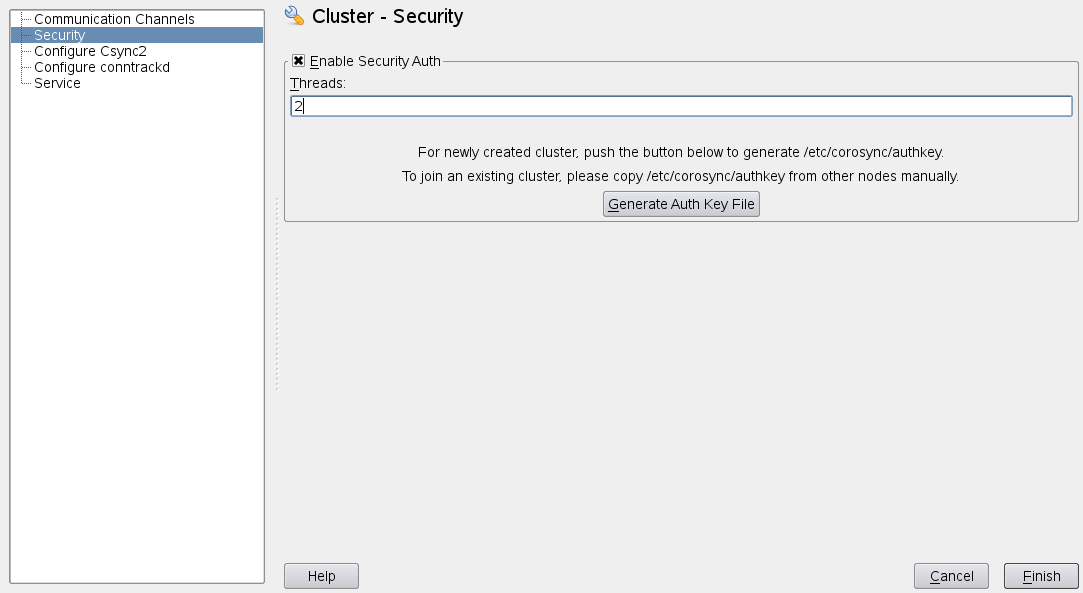 Communication Channels
Security
Configure Csync2
Configure conntrackd
Service
Cluster - Security
Enable Security Auth
Threads:
2
For newly created cluster, push the button below to generate /etc/corosync/authkey.
To join an existing cluster, please copy /etc/corosync/authkey from other nodes manually.
Generate Auth Key File
Help
Cancel
Finish